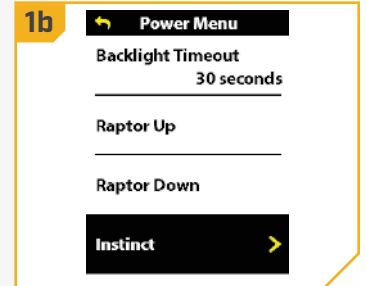 1b
Power Menu
Backlight Timeout
30 seconds
Raptor Up
Raptor Down
Instinct